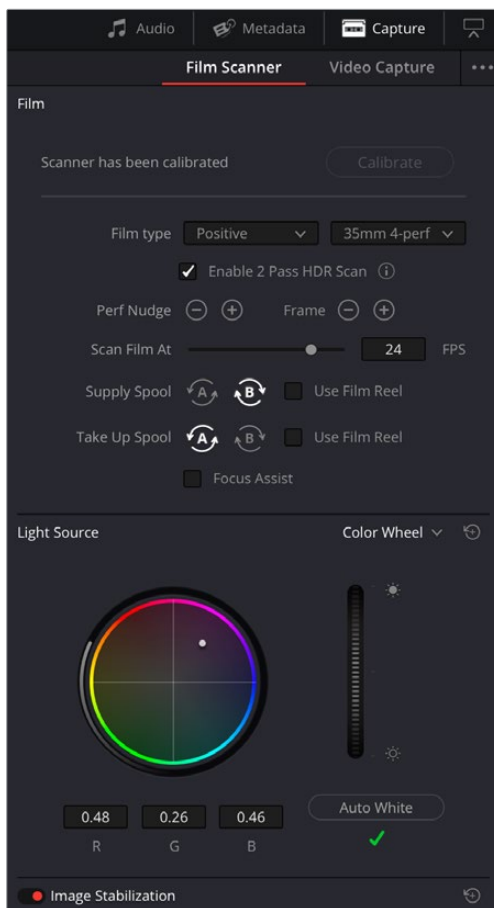 Audio Metadata Capture
Film Scanner Video Capture
Film
Scanner has been calibrated Calibrate
Film type Positive 35mm 4-perf
Enable 2 Pass HDR Scan
Perf Nudge Frame
Scan Film At 24 FPS
Supply Spool A B Use Film Reel
Take Up Spool A B Use Film Reel
Focus Assist
Light Source Color Wheel
0.48 0.26 0.46 Auto White
R G B
Image Stabilization